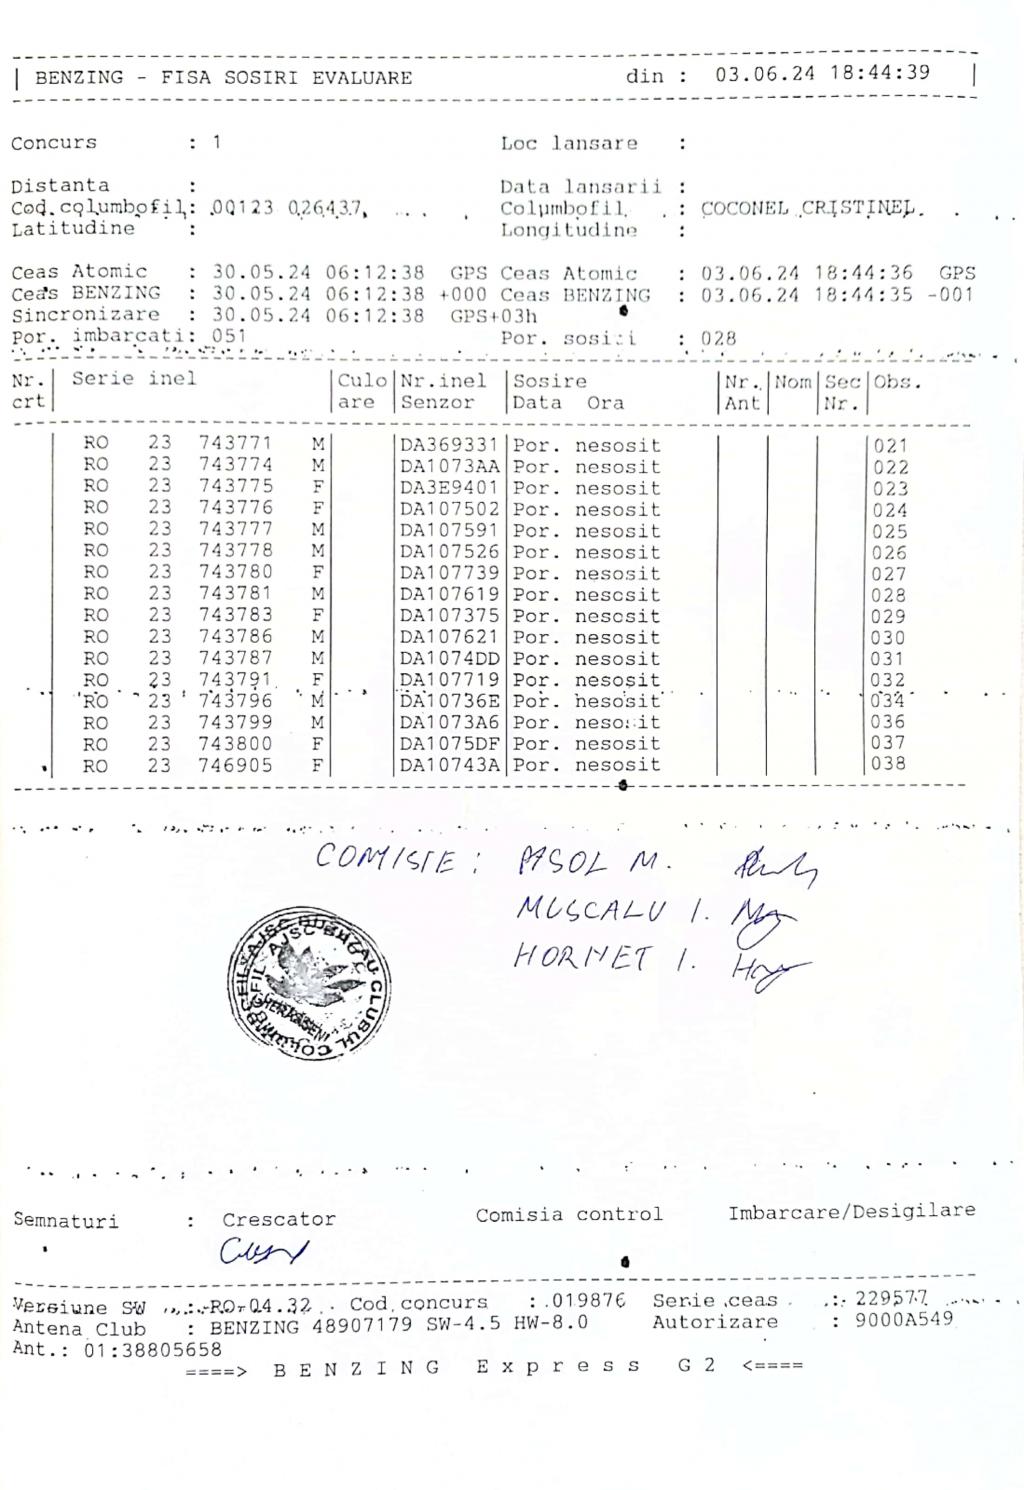 BENZING - FISA SOSIRI EVALUARE din : 03.06.24 18:44:39
Concurs : 1 Loc lansare :
Distanta : Data lansarii :
Cod columbofil: 00123 026437 Columbofil : COCONEL CRISTINEL
Latitudine : Longitudine :
Ceas Atomic : 30.05.24 06:12:38 GPS Ceas Atomic : 03.06.24 18:44:36 GPS
Ceas BENZING : 30.05.24 06:12:38 +000 Ceas BENZING : 03.06.24 18:44:35 -001
Sincronizare : 30.05.24 06:12:38 GPS+03h
Por. imbarcati: 051 Por. sosiri : 028
Nr. Serie inel Culo Nr.inel Sosire Nr. Nom Sec Obs.
crt are Senzor Data Ora Ant Nr.
RO 23 743771 M DA369331 Por. nesosit 021
RO 23 743774 M DA1073AA Por. nesosit 022
RO 23 743775 F DA3E9401 Por. nesosit 023
RO 23 743776 F DA107502 Por. nesosit 024
RO 23 743777 M DA107591 Por. nesosit 025
RO 23 743778 M DA107526 Por. nesosit 026
RO 23 743780 F DA107739 Por. nesosit 027
RO 23 743781 M DA107619 Por. nesosit 028
RO 23 743783 F DA107375 Por. nesosit 029
RO 23 743786 M DA107621 Por. nesosit 030
RO 23 743787 M DA1074DD Por. nesosit 031
RO 23 743791 F DA107719 Por. nesosit 032
RO 23 743796 M DA10736E Por. nesosit 034
RO 23 743799 M DA1073A6 Por. nesosit 036
RO 23 743800 F DA1075DF Por. nesosit 037
RO 23 746905 F DA10743A Por. nesosit 038
COMISIE : PASOL M.
MUSCALU I.
HORNET I.
CLUBUL
GHERASENI
Semnaturi : Crescator Comisia control Imbarcare/Desigilare
Versiune SW : RO-04.32 Cod concurs : 019876 Serie ceas : 229577
Antena Club : BENZING 48907179 SW-4.5 HW-8.0 Autorizare : 9000A549
Ant.: 01:38805658
====> B E N Z I N G E x p r e s s G 2 <====